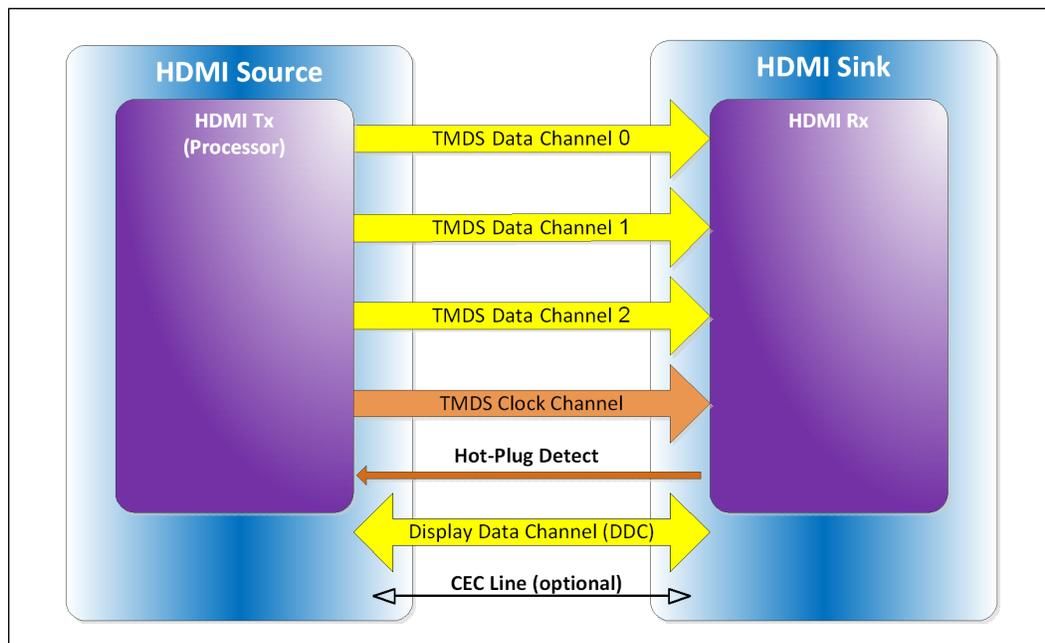 HDMI Source
HDMI Sink
HDMI Tx
(Processor)
HDMI Rx
TMDS Data Channel 0
TMDS Data Channel 1
TMDS Data Channel 2
TMDS Clock Channel
Hot-Plug Detect
Display Data Channel (DDC)
CEC Line (optional)